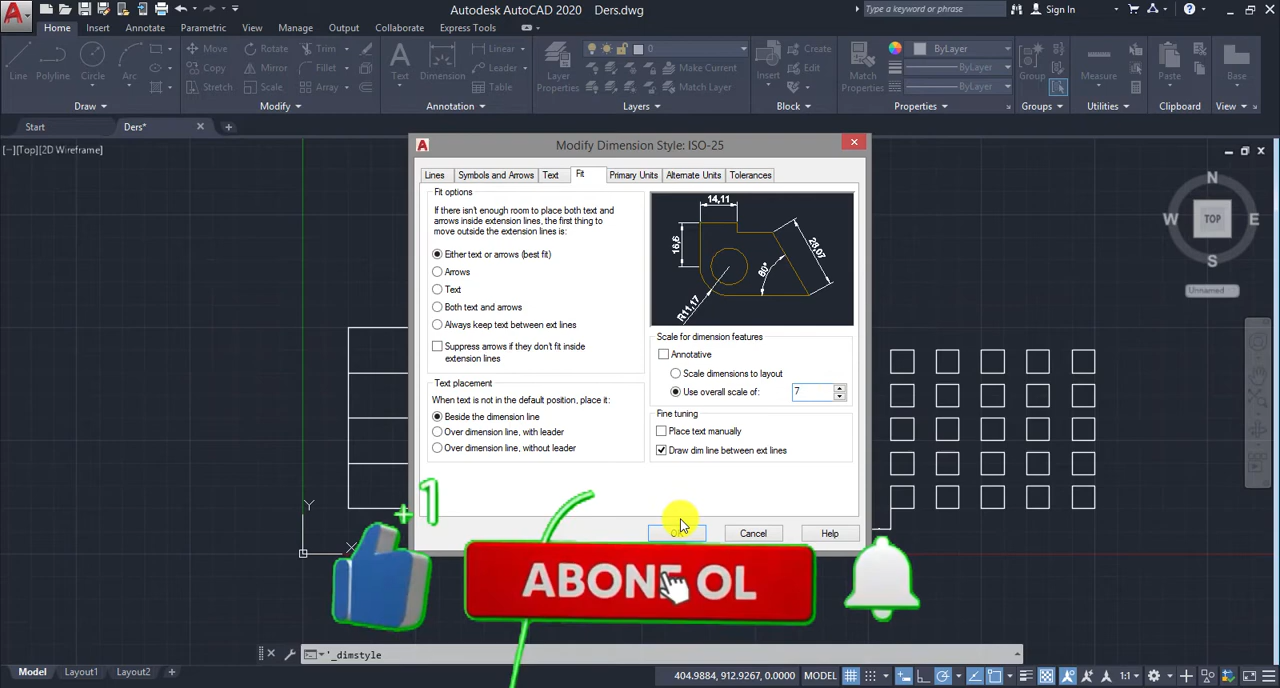 Autodesk AutoCAD 2020 Ders.dwg
Type a keyword or phrase
Sign In
Home Insert Annotate Parametric View Manage Output Collaborate Express Tools
Line Polyline Circle Arc
Move Rotate Trim
Copy Mirror Fillet
Stretch Scale Array
Text Dimension
Linear
Leader
Table
Layer Properties
0
Make Current
Match Layer
Insert
Create
Edit
Match Properties
ByLayer
ByLayer
ByLayer
Group
Measure
Paste
Base
Draw Modify Annotation Layers Block Properties Groups Utilities Clipboard View
Start Ders*
[−][Top][2D Wireframe]
N
W TOP E
S
Unnamed
Modify Dimension Style: ISO-25
Lines Symbols and Arrows Text Fit Primary Units Alternate Units Tolerances
Fit options
If there isn't enough room to place both text and
arrows inside extension lines, the first thing to
move outside the extension lines is:
Either text or arrows (best fit)
Arrows
Text
Both text and arrows
Always keep text between ext lines
Suppress arrows if they don't fit inside
extension lines
Text placement
When text is not in the default position, place it:
Beside the dimension line
Over dimension line, with leader
Over dimension line, without leader
14,11
16,6
28,07
80°
R11,17
Scale for dimension features
Annotative
Scale dimensions to layout
Use overall scale of: 7
Fine tuning
Place text manually
Draw dim line between ext lines
Cancel Help
+1
ABONE OL
Y
X
'_dimstyle
Model Layout1 Layout2
404.9884, 912.9267, 0.0000 MODEL
1:1